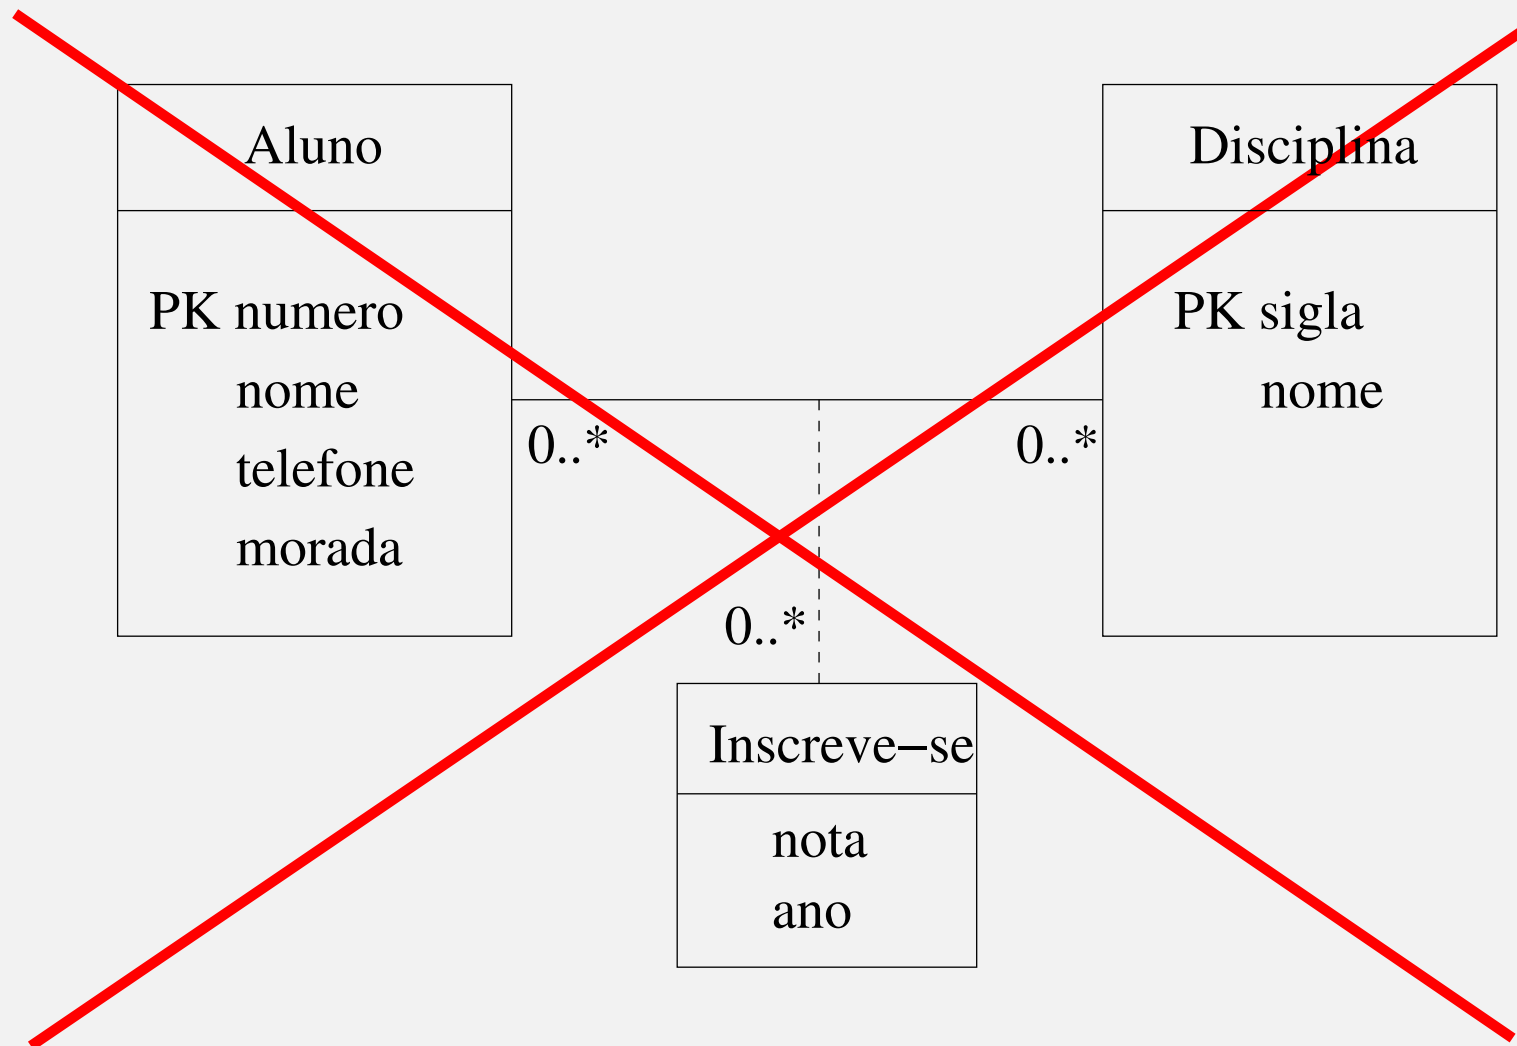 Aluno
PK numero
nome
telefone
morada
Disciplina
PK sigla
nome
0..*
0..*
0..*
Inscreve–se
nota
ano